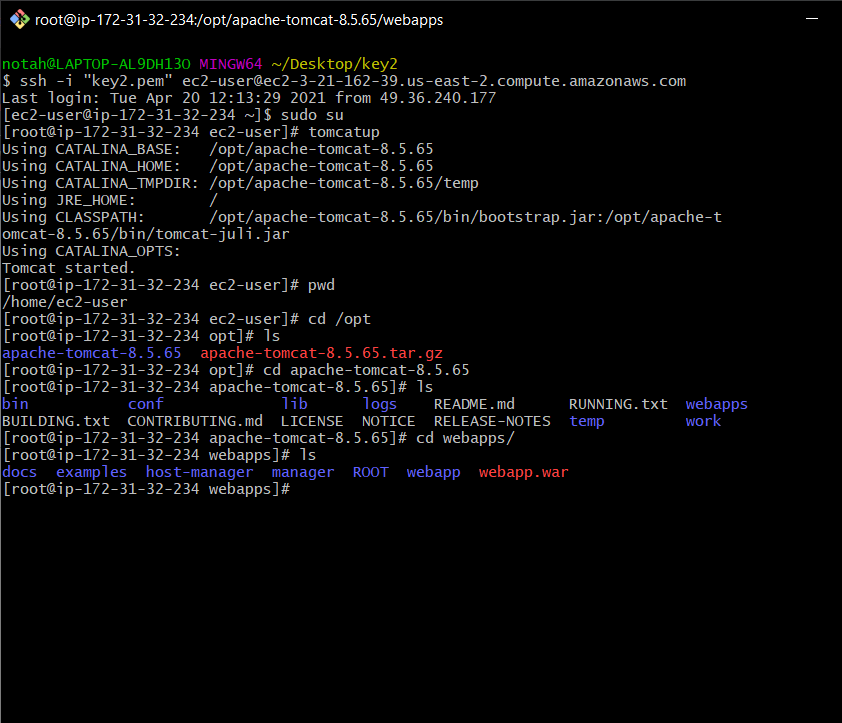 root@ip-172-31-32-234:/opt/apache-tomcat-8.5.65/webapps
notah@LAPTOP-AL9DH13O MINGW64 ~/Desktop/key2
$ ssh -i "key2.pem" ec2-user@ec2-3-21-162-39.us-east-2.compute.amazonaws.com
Last login: Tue Apr 20 12:13:29 2021 from 49.36.240.177
[ec2-user@ip-172-31-32-234 ~]$ sudo su
[root@ip-172-31-32-234 ec2-user]# tomcatup
Using CATALINA_BASE:   /opt/apache-tomcat-8.5.65
Using CATALINA_HOME:   /opt/apache-tomcat-8.5.65
Using CATALINA_TMPDIR: /opt/apache-tomcat-8.5.65/temp
Using JRE_HOME:        /
Using CLASSPATH:       /opt/apache-tomcat-8.5.65/bin/bootstrap.jar:/opt/apache-t
omcat-8.5.65/bin/tomcat-juli.jar
Using CATALINA_OPTS:
Tomcat started.
[root@ip-172-31-32-234 ec2-user]# pwd
/home/ec2-user
[root@ip-172-31-32-234 ec2-user]# cd /opt
[root@ip-172-31-32-234 opt]# ls
apache-tomcat-8.5.65  apache-tomcat-8.5.65.tar.gz
[root@ip-172-31-32-234 opt]# cd apache-tomcat-8.5.65
[root@ip-172-31-32-234 apache-tomcat-8.5.65]# ls
bin           conf             lib      logs    README.md      RUNNING.txt  webapps
BUILDING.txt  CONTRIBUTING.md  LICENSE  NOTICE  RELEASE-NOTES  temp         work
[root@ip-172-31-32-234 apache-tomcat-8.5.65]# cd webapps/
[root@ip-172-31-32-234 webapps]# ls
docs  examples  host-manager  manager  ROOT  webapp  webapp.war
[root@ip-172-31-32-234 webapps]#